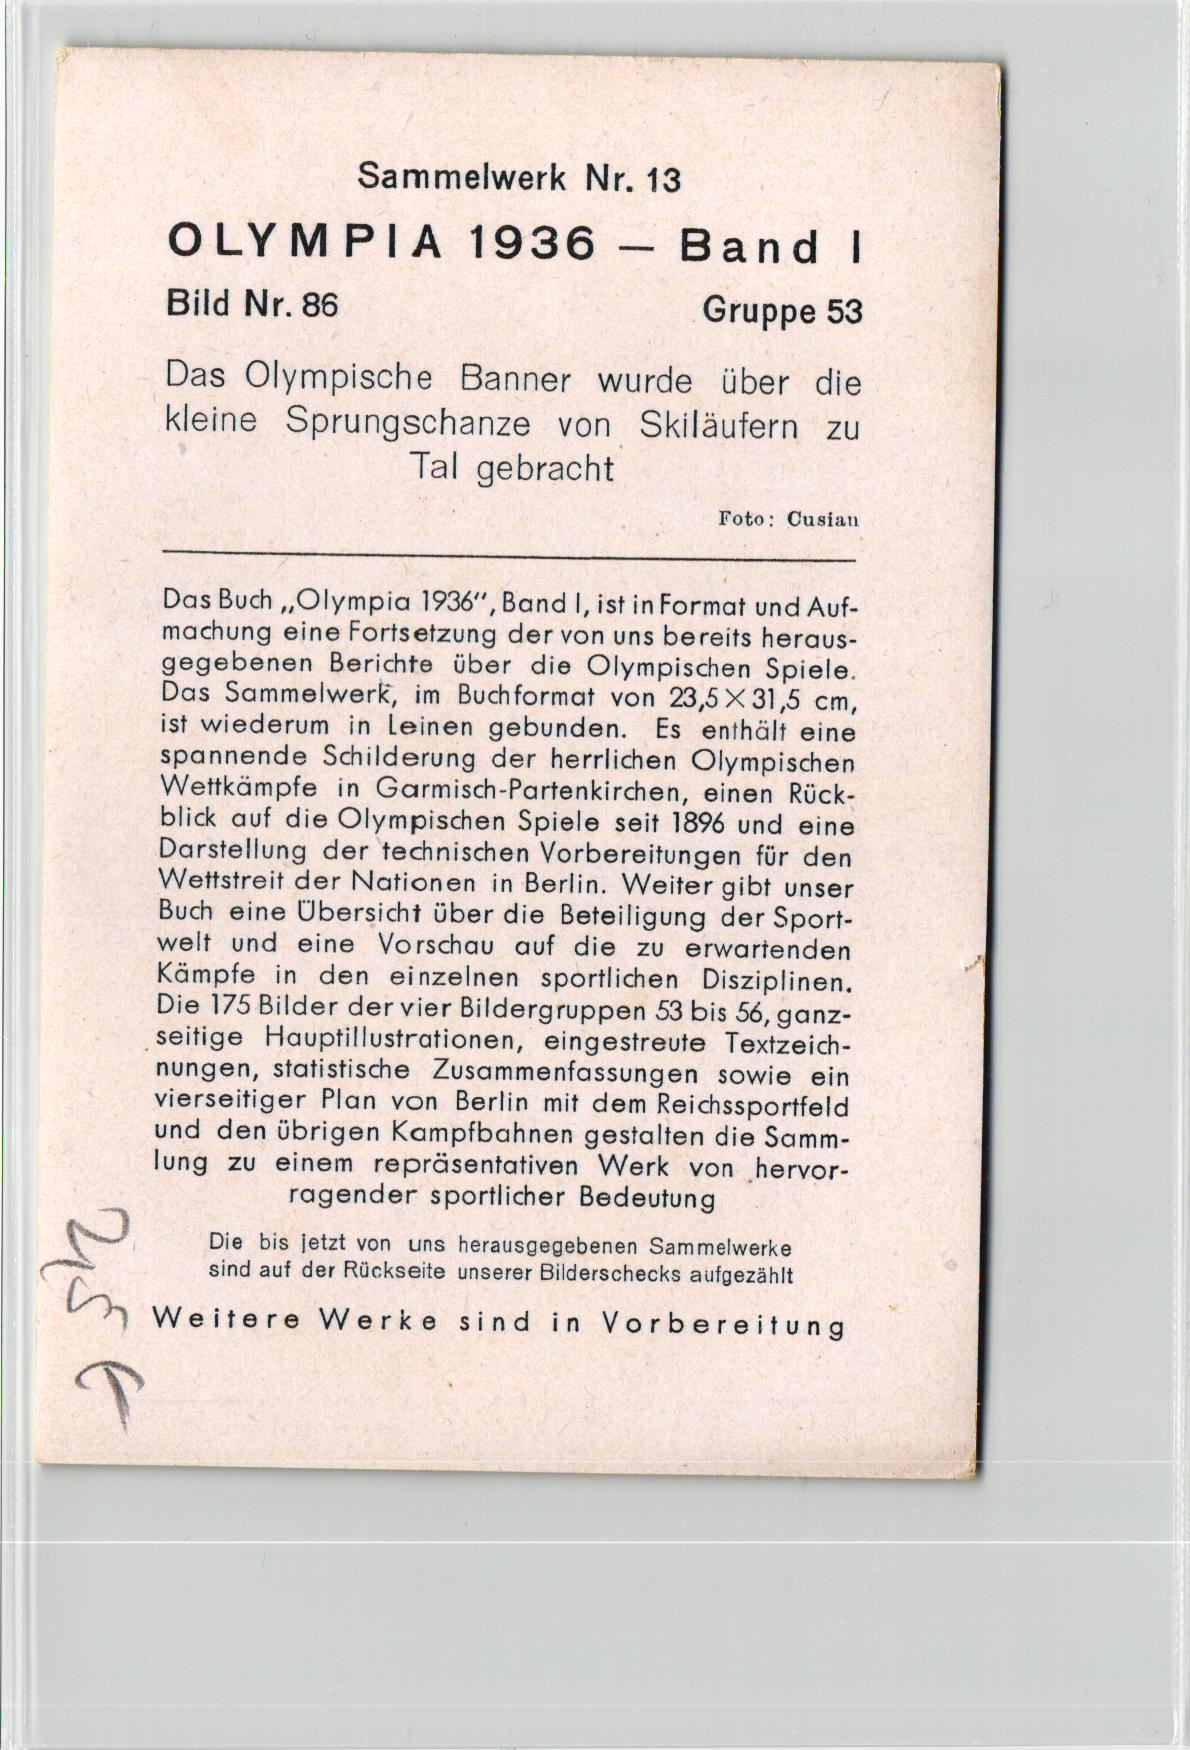 Sammelwerk Nr. 13
OLYMPIA 1936 — Band I
Bild Nr. 86 Gruppe 53
Das Olympische Banner wurde über die
kleine Sprungschanze von Skiläufern zu
Tal gebracht
Foto: Cusian
Das Buch „Olympia 1936“, Band I, ist in Format und Auf-
machung eine Fortsetzung der von uns bereits heraus-
gegebenen Berichte über die Olympischen Spiele.
Das Sammelwerk, im Buchformat von 23,5 × 31,5 cm,
ist wiederum in Leinen gebunden. Es enthält eine
spannende Schilderung der herrlichen Olympischen
Wettkämpfe in Garmisch-Partenkirchen, einen Rück-
blick auf die Olympischen Spiele seit 1896 und eine
Darstellung der technischen Vorbereitungen für den
Wettstreit der Nationen in Berlin. Weiter gibt unser
Buch eine Übersicht über die Beteiligung der Sport-
welt und eine Vorschau auf die zu erwartenden
Kämpfe in den einzelnen sportlichen Disziplinen.
Die 175 Bilder der vier Bildergruppen 53 bis 56, ganz-
seitige Hauptillustrationen, eingestreute Textzeich-
nungen, statistische Zusammenfassungen sowie ein
vierseitiger Plan von Berlin mit dem Reichssportfeld
und den übrigen Kampfbahnen gestalten die Samm-
lung zu einem repräsentativen Werk von hervor-
ragender sportlicher Bedeutung
Die bis jetzt von uns herausgegebenen Sammelwerke
sind auf der Rückseite unserer Bilderschecks aufgezählt
Weitere Werke sind in Vorbereitung